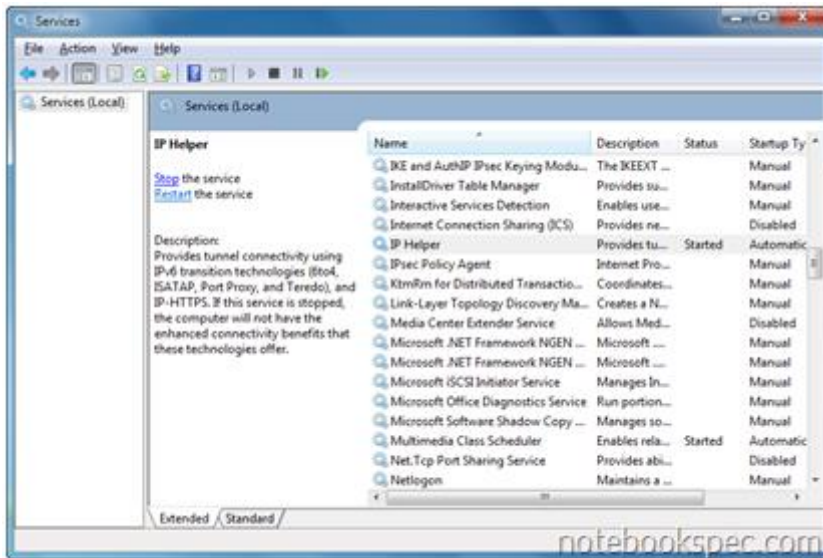 Services
File Action View Help
Services (Local)
Services (Local)
IP Helper
Stop the service
Restart the service
Description:
Provides tunnel connectivity using
IPv6 transition technologies (6to4,
ISATAP, Port Proxy, and Teredo), and
IP-HTTPS. If this service is stopped,
the computer will not have the
enhanced connectivity benefits that
these technologies offer.
Name Description Status Startup Ty
IKE and AuthIP IPsec Keying Modu... The IKEEXT ... Manual
InstallDriver Table Manager Provides su... Manual
Interactive Services Detection Enables use... Manual
Internet Connection Sharing (ICS) Provides ne... Disabled
IP Helper Provides tu... Started Automatic
IPsec Policy Agent Internet Pro... Manual
KtmRm for Distributed Transactio... Coordinates... Manual
Link-Layer Topology Discovery Ma... Creates a N... Manual
Media Center Extender Service Allows Med... Disabled
Microsoft .NET Framework NGEN ... Microsoft .... Manual
Microsoft .NET Framework NGEN ... Microsoft .... Manual
Microsoft iSCSI Initiator Service Manages In... Manual
Microsoft Office Diagnostics Service Run portion... Manual
Microsoft Software Shadow Copy ... Manages so... Manual
Multimedia Class Scheduler Enables rela... Started Automatic
Net.Tcp Port Sharing Service Provides abi... Disabled
Netlogon Maintains a ... Manual
Extended Standard
notebookspec.com